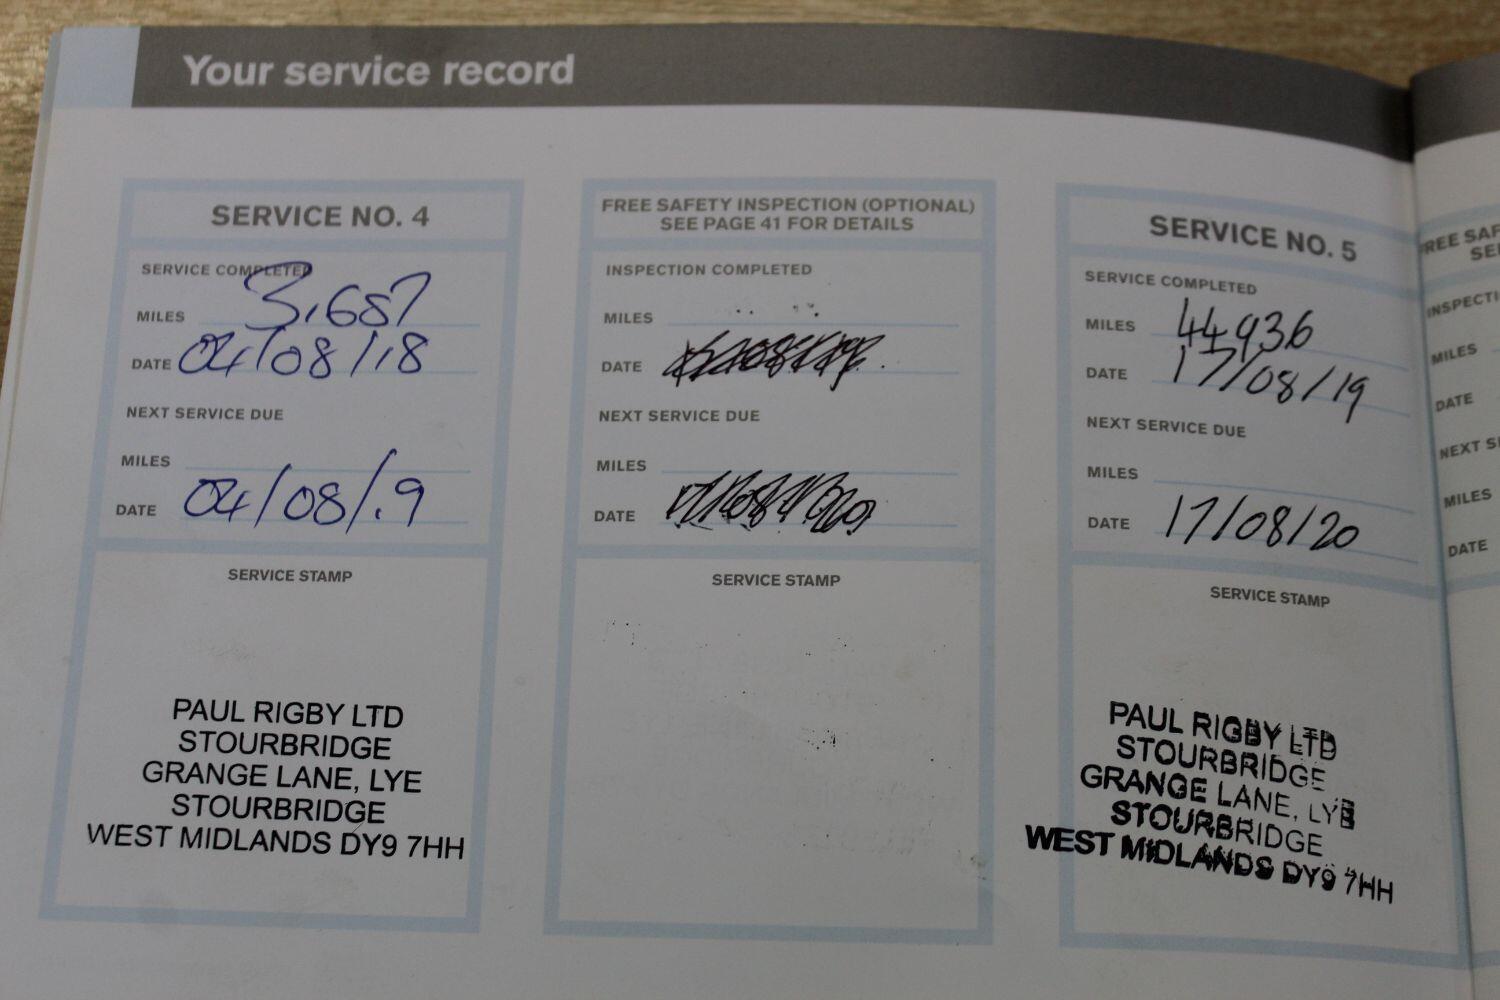 Your service record
SERVICE NO. 4
SERVICE COMPLETED
MILES 3,687
DATE 04/08/18
NEXT SERVICE DUE
MILES
DATE 04/08/19
SERVICE STAMP
PAUL RIGBY LTD
STOURBRIDGE
GRANGE LANE, LYE
STOURBRIDGE
WEST MIDLANDS DY9 7HH
FREE SAFETY INSPECTION (OPTIONAL)
SEE PAGE 41 FOR DETAILS
INSPECTION COMPLETED
MILES
DATE
NEXT SERVICE DUE
MILES
DATE
SERVICE STAMP
SERVICE NO. 5
SERVICE COMPLETED
MILES 44936
DATE 17/08/19
NEXT SERVICE DUE
MILES
DATE 17/08/20
SERVICE STAMP
PAUL RIGBY LTD
STOURBRIDGE
GRANGE LANE, LYE
STOURBRIDGE
WEST MIDLANDS DY9 7HH
MILES
DATE
MILES
DATE